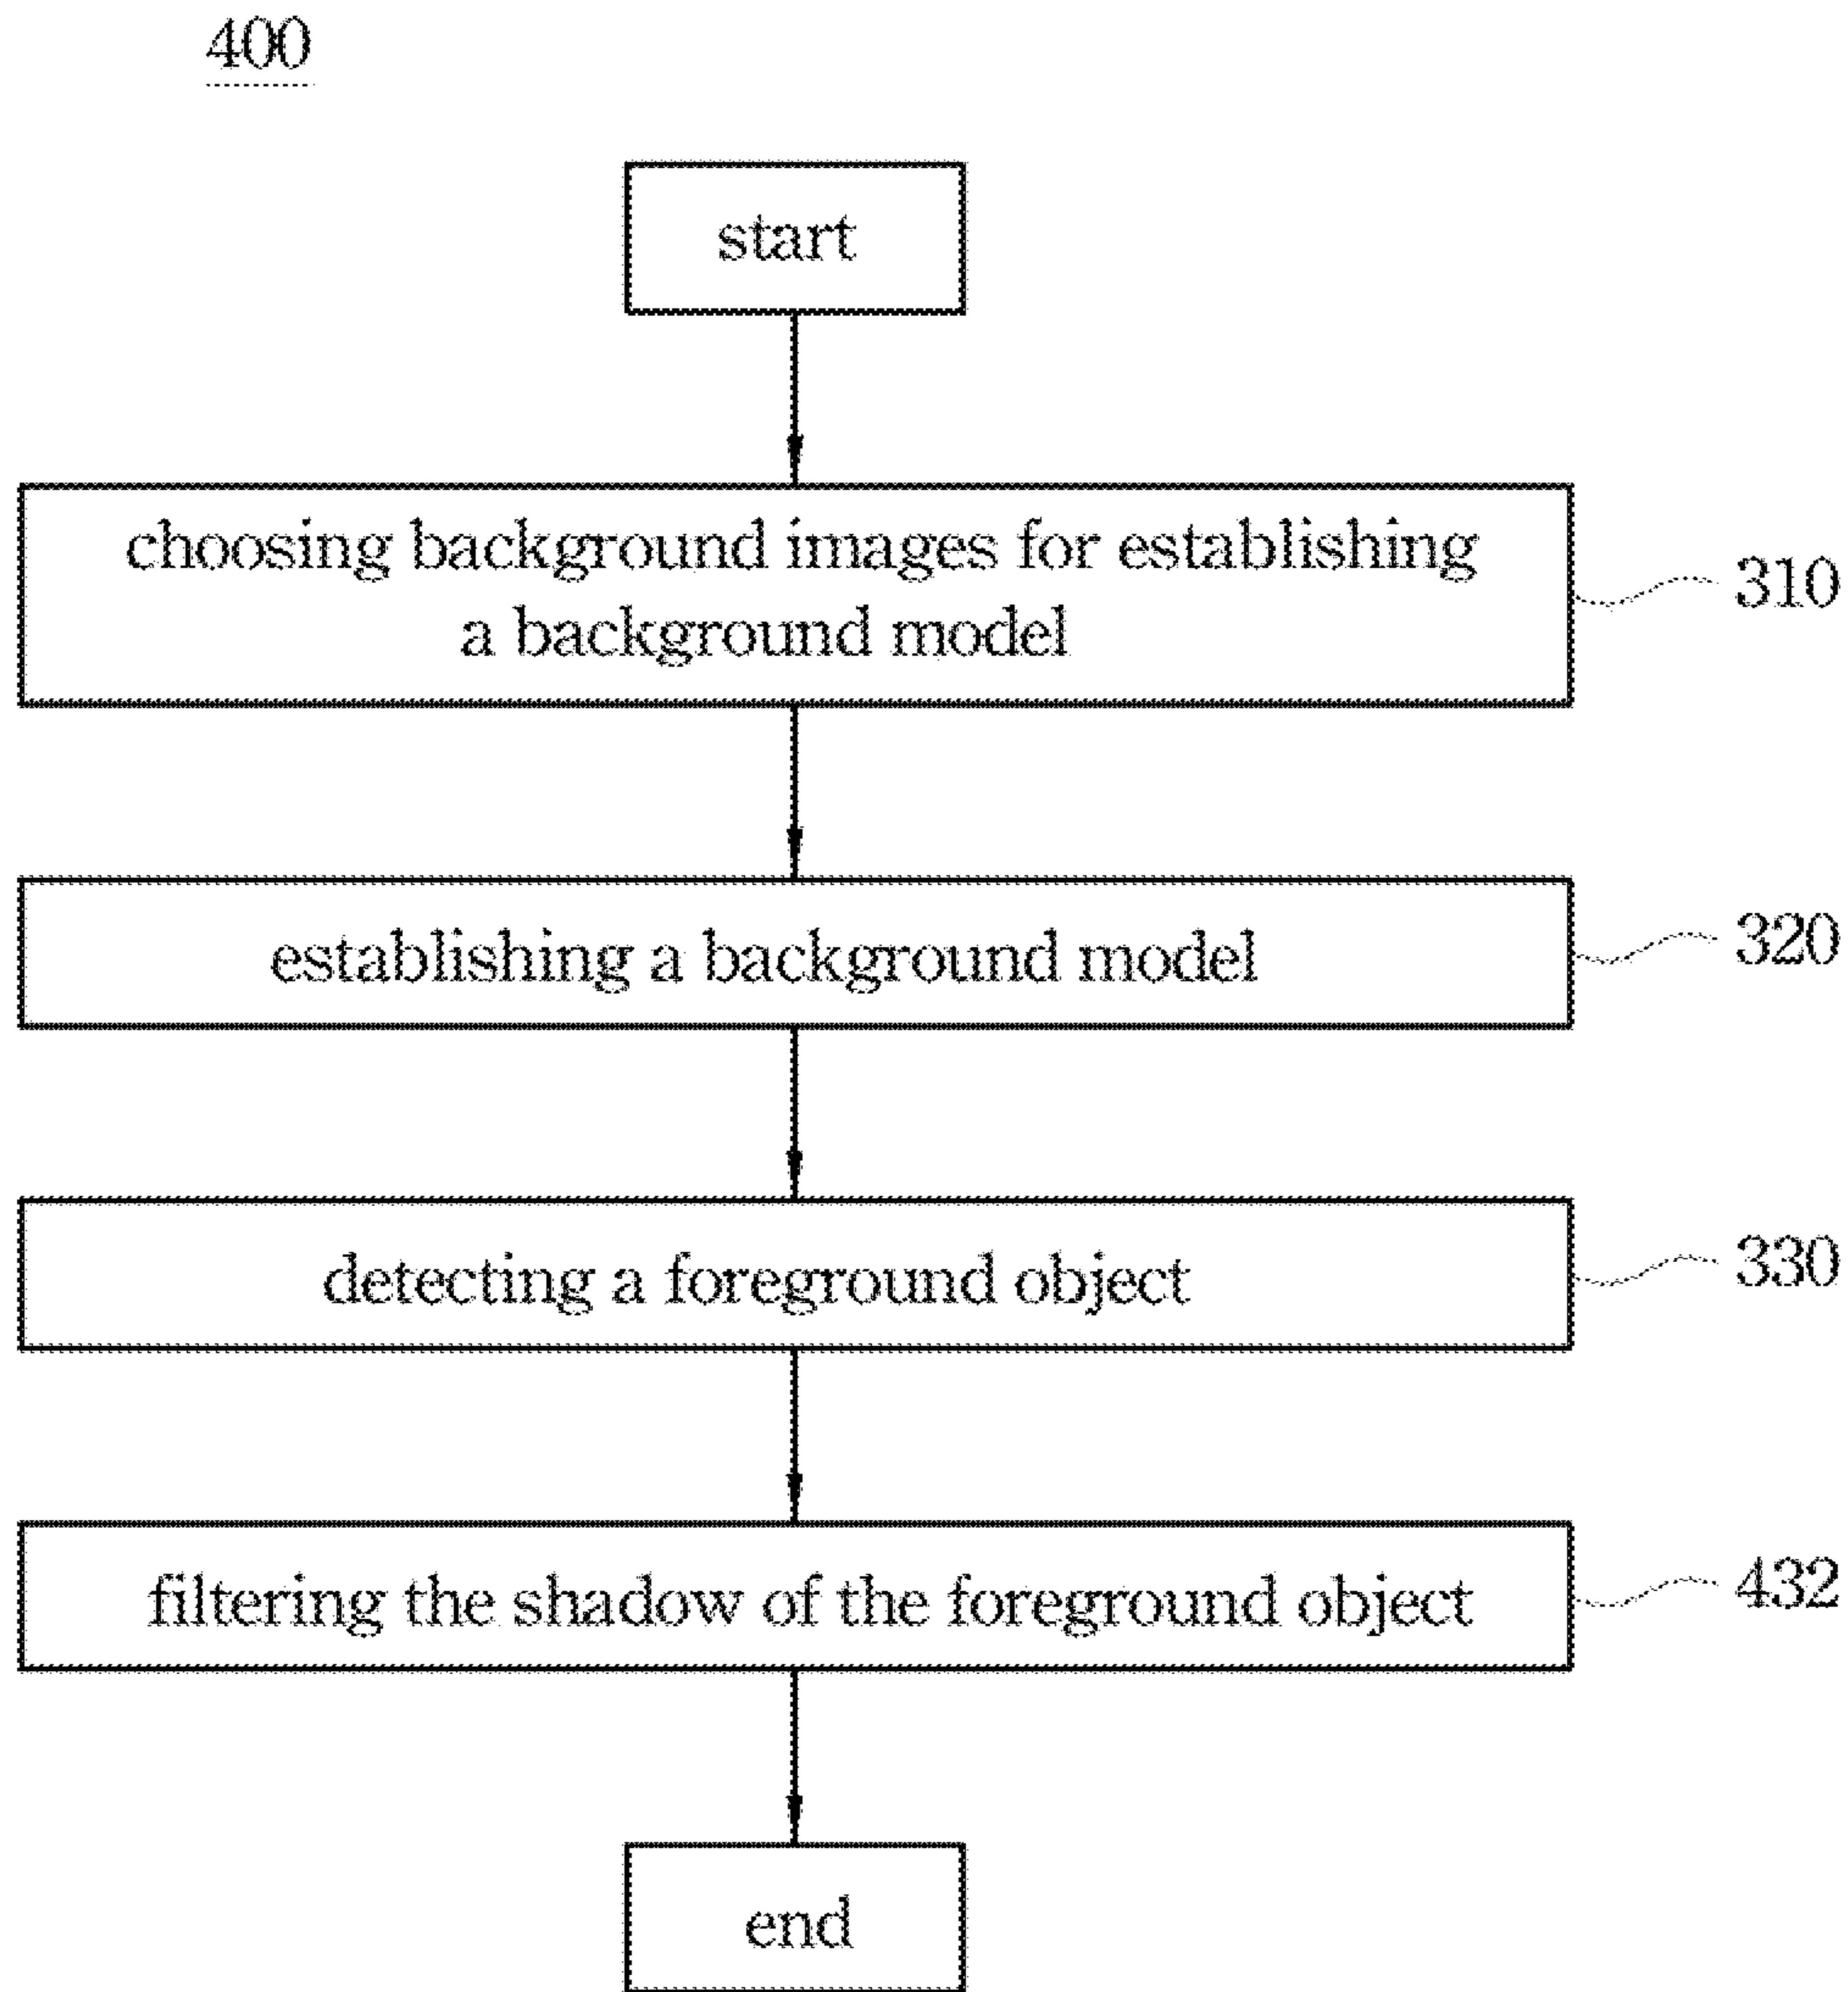 400
start
choosing background images for establishing
a background model
310
establishing a background model
320
detecting a foreground object
330
filtering the shadow of the foreground object
432
end